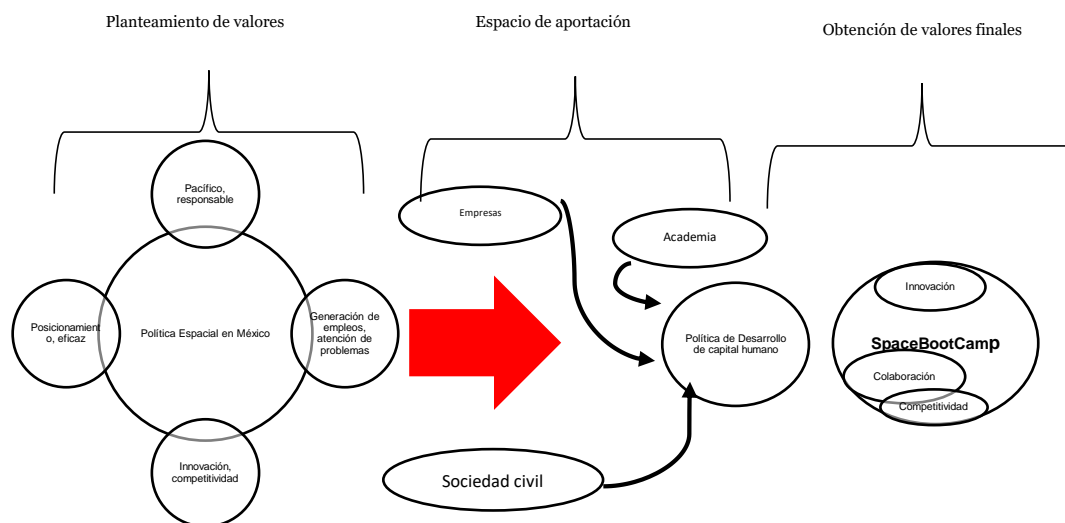 Planteamiento de valores
Espacio de aportación
Obtención de valores finales
Pacífico,
responsable
Posicionamient
o, eficaz
Política Espacial en México
Generación de
empleos,
atención de
problemas
Innovación,
competitividad
Empresas
Academia
Política de Desarrollo
de capital humano
Sociedad civil
Innovación
SpaceBootCamp
Colaboración
Competitividad